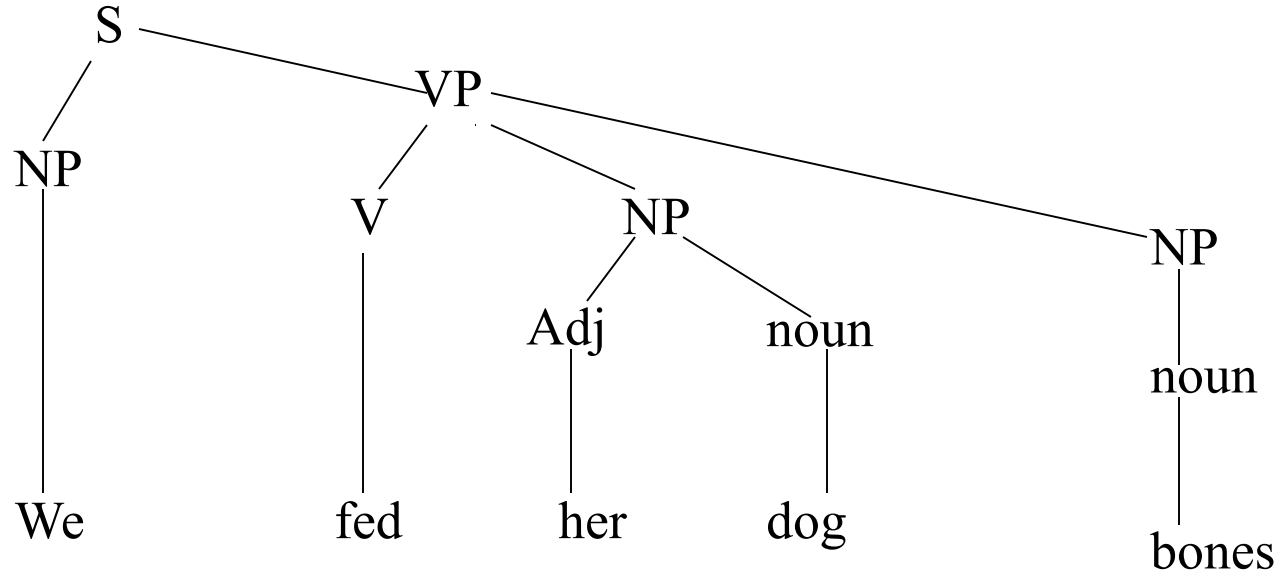 S
VP
NP
V NP NP
Adj noun
noun
We fed her dog
bones